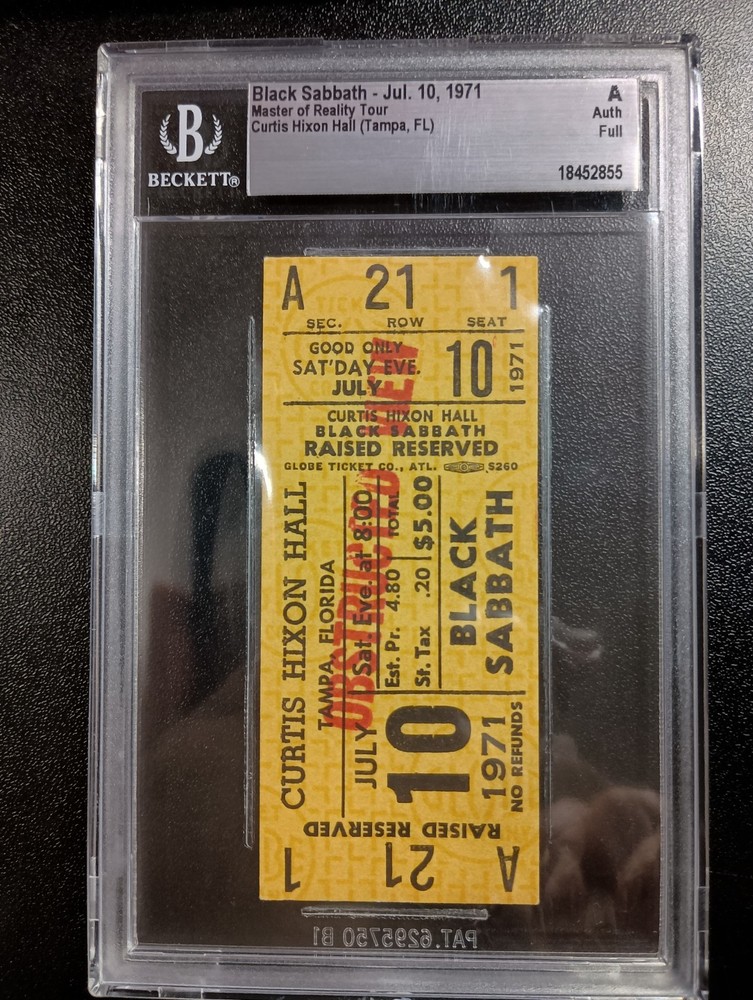 Black Sabbath - Jul. 10, 1971
Master of Reality Tour
Curtis Hixon Hall (Tampa, FL)
A
Auth
Full
18452855
B
BECKETT®
A 21 1
SEC. ROW SEAT
GOOD ONLY
SAT'DAY EVE.
JULY 10 1971
CURTIS HIXON HALL
BLACK SABBATH
RAISED RESERVED
GLOBE TICKET CO., ATL. S260
OBSTRUCTED VIEW
CURTIS HIXON HALL
TAMPA, FLORIDA
JULY Sat. Eve. at 8:00
Est. Pr. 4.80 TOTAL
St. Tax .20 $5.00
10
BLACK
SABBATH
1971
NO REFUNDS
RAISED RESERVED
A 21 1
PAT.6295750 B1